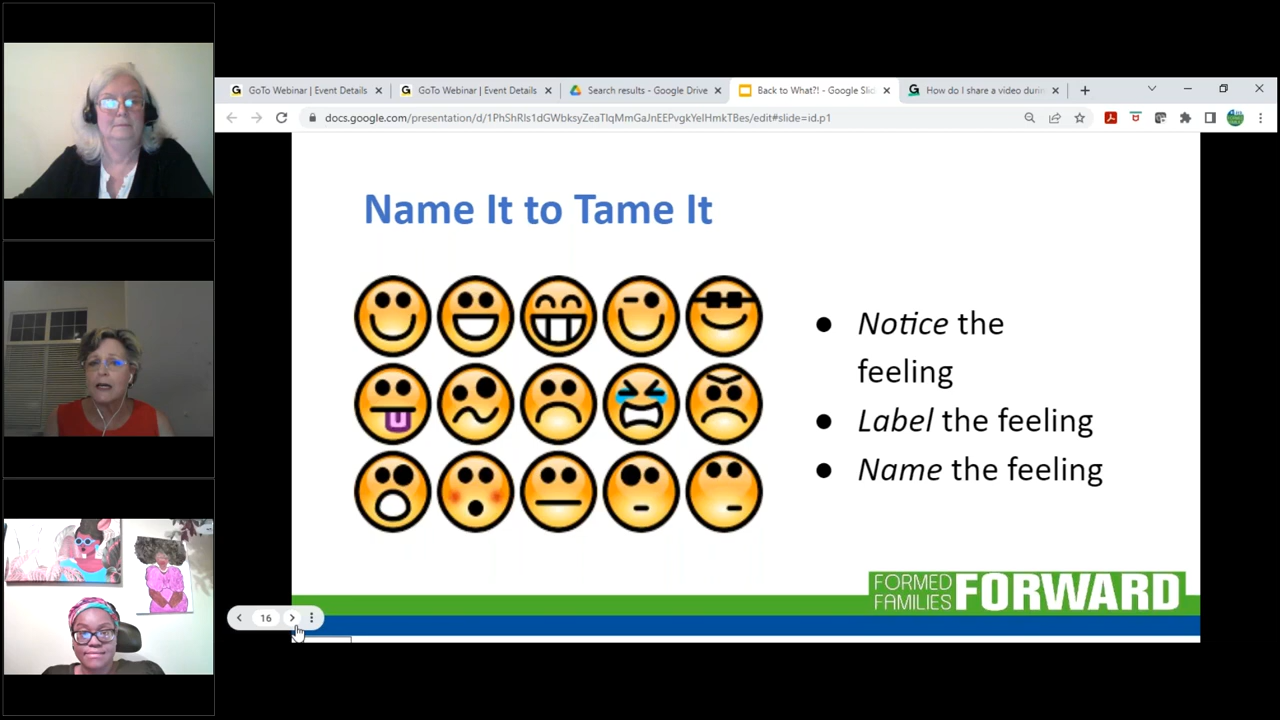 GoTo Webinar | Event Details
GoTo Webinar | Event Details
Search results - Google Drive
Back to What?! - Google Slid
How do I share a video durin
docs.google.com/presentation/d/1PhShRls1dGWbksyZeaTlqMmGaJnEEPvgkYelHmkTBes/edit#slide=id.p1
Name It to Tame It
● Notice the
feeling
● Label the feeling
● Name the feeling
FORMED
FAMILIES FORWARD
16